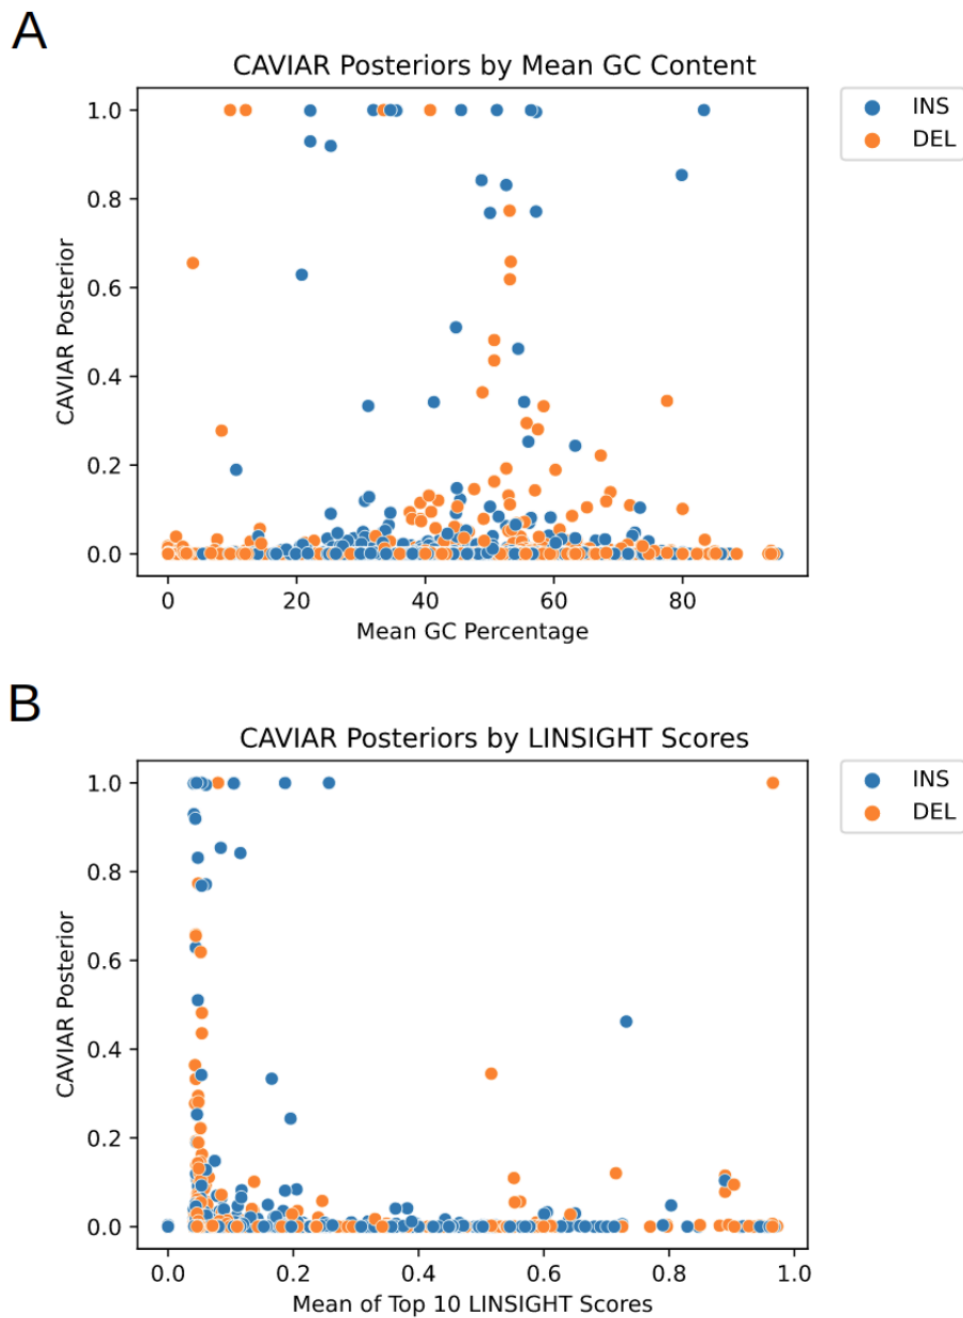 A
CAVIAR Posteriors by Mean GC Content
INS
DEL
CAVIAR Posterior
1.0
0.8
0.6
0.4
0.2
0.0
0 20 40 60 80
Mean GC Percentage
B
CAVIAR Posteriors by LINSIGHT Scores
INS
DEL
CAVIAR Posterior
1.0
0.8
0.6
0.4
0.2
0.0
0.0 0.2 0.4 0.6 0.8 1.0
Mean of Top 10 LINSIGHT Scores